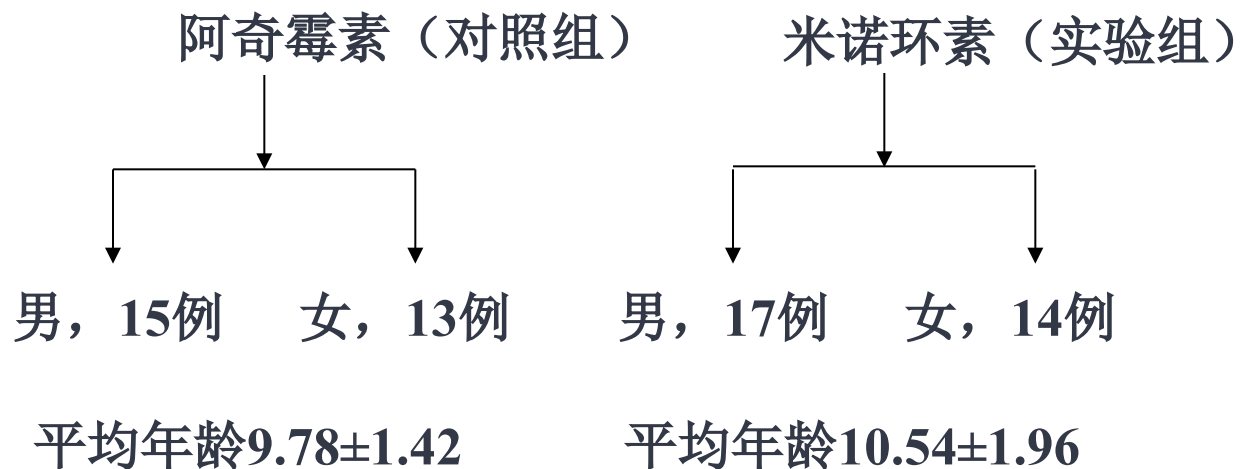 阿奇霉素（对照组） 米诺环素（实验组）
男，15例 女，13例 男，17例 女，14例
平均年龄9.78±1.42 平均年龄10.54±1.96